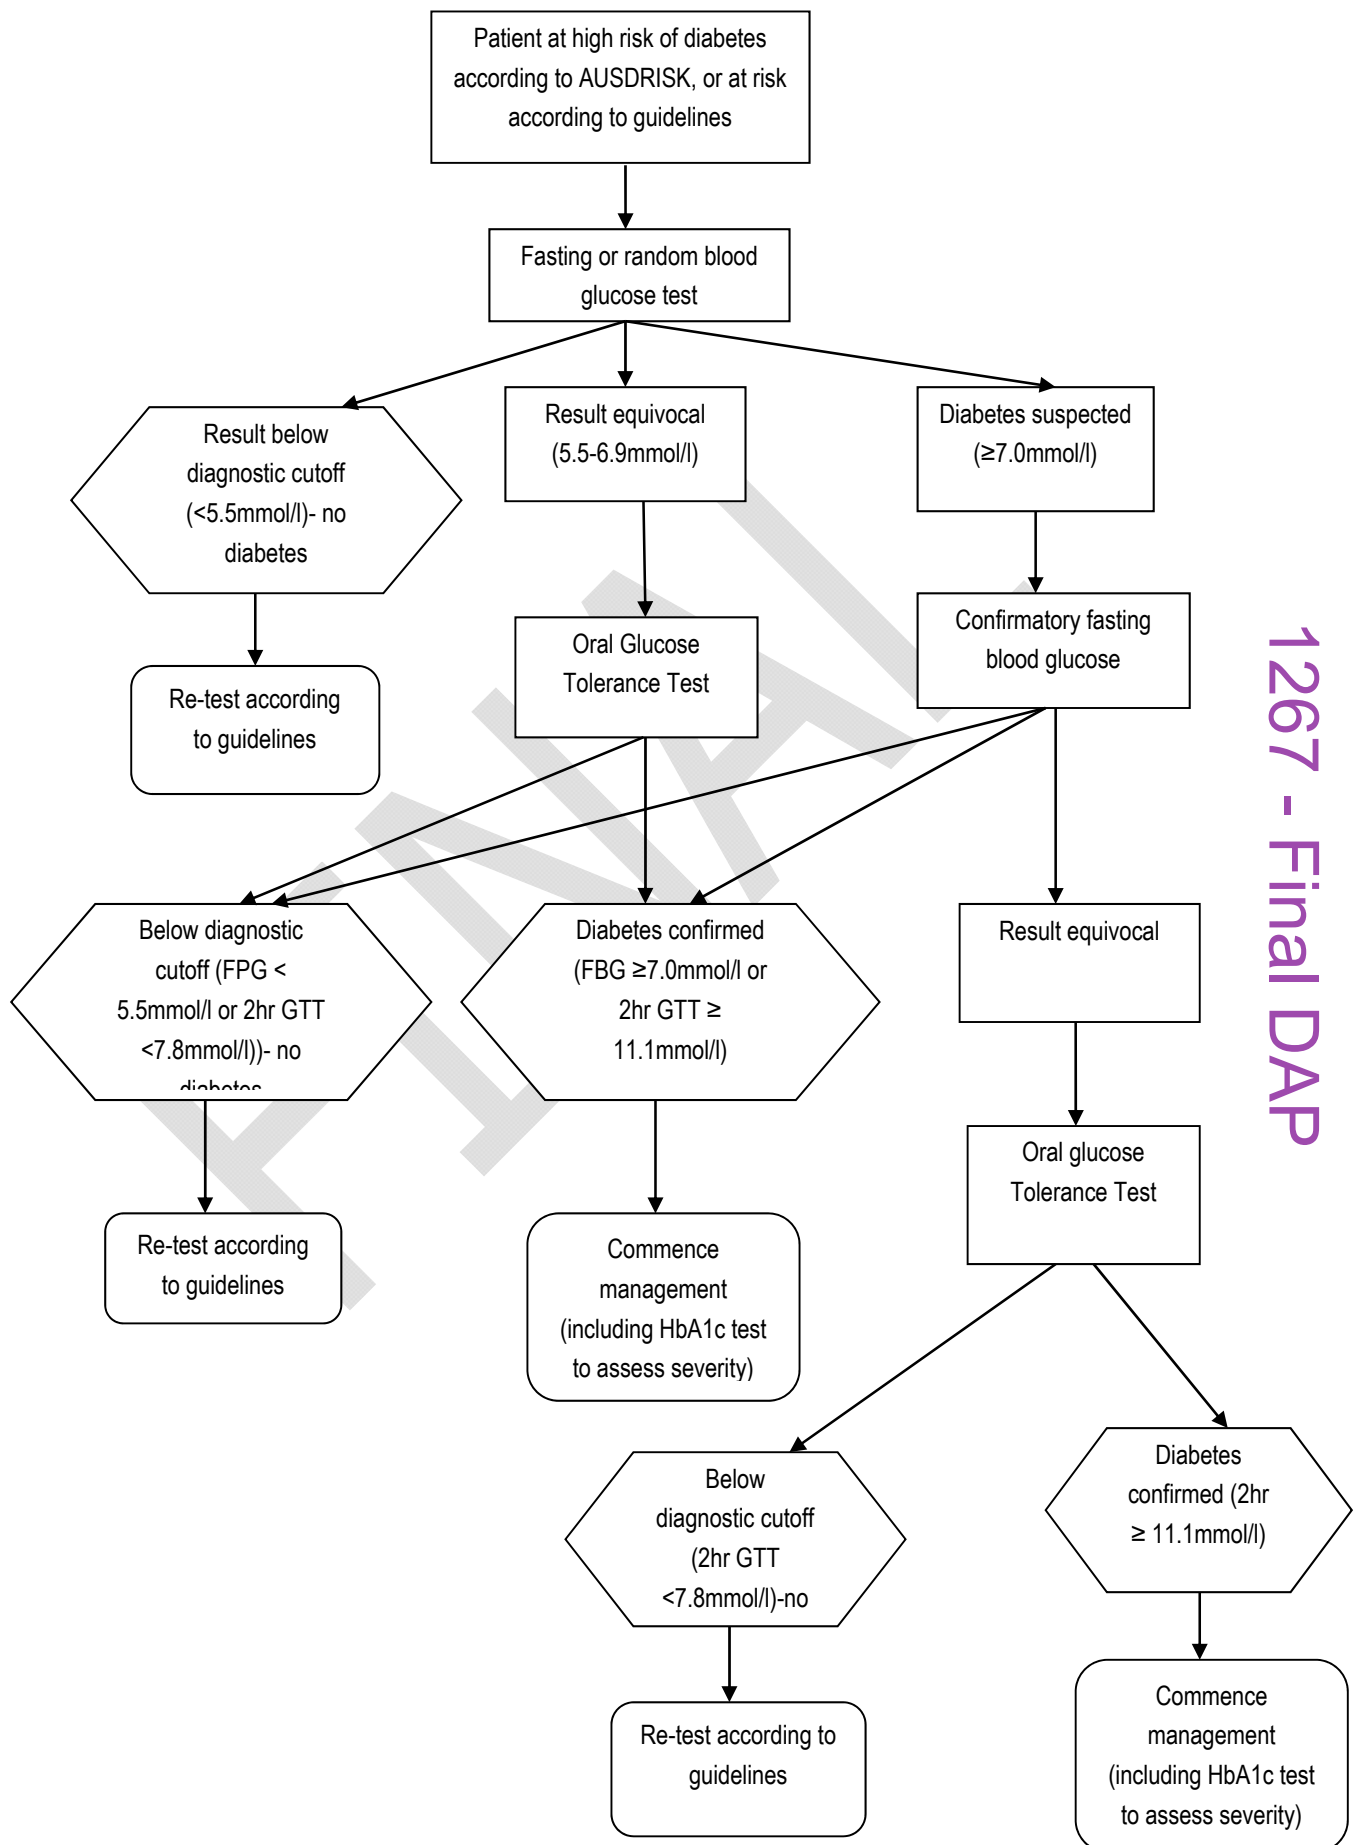 Patient at high risk of diabetes
according to AUSDRISK, or at risk
according to guidelines
Fasting or random blood
glucose test
Result below
diagnostic cutoff
(<5.5mmol/l)- no
diabetes
Result equivocal
(5.5-6.9mmol/l)
Diabetes suspected
(≥7.0mmol/l)
Re-test according
to guidelines
Oral Glucose
Tolerance Test
Confirmatory fasting
blood glucose
Below diagnostic
cutoff (FPG <
5.5mmol/l or 2hr GTT
<7.8mmol/l))- no
diabetes
Diabetes confirmed
(FBG ≥7.0mmol/l or
2hr GTT ≥
11.1mmol/l)
Result equivocal
Re-test according
to guidelines
Commence
management
(including HbA1c test
to assess severity)
Oral glucose
Tolerance Test
Below
diagnostic cutoff
(2hr GTT
<7.8mmol/l)-no
Diabetes
confirmed (2hr
≥ 11.1mmol/l)
Re-test according to
guidelines
Commence
management
(including HbA1c test
to assess severity)
1267 - Final DAP
FINAL